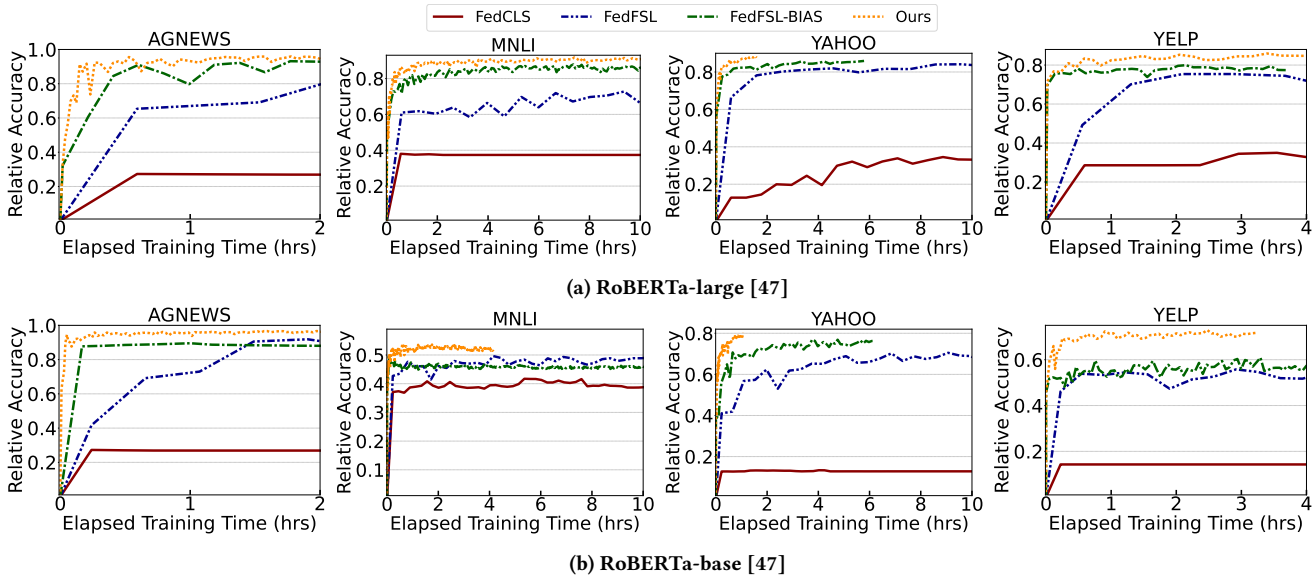 FedCLS FedFSL FedFSL-BIAS Ours
AGNEWS MNLI YAHOO YELP
Relative Accuracy
1.0
0.8
0.6
0.4
0.2
0 1 2
Elapsed Training Time (hrs)
Relative Accuracy
0.8
0.6
0.4
0.2
0 2 4 6 8 10
Elapsed Training Time (hrs)
Relative Accuracy
0.8
0.6
0.4
0.2
0 2 4 6 8 10
Elapsed Training Time (hrs)
Relative Accuracy
0.8
0.6
0.4
0.2
0 1 2 3 4
Elapsed Training Time (hrs)
(a) RoBERTa-large [47]
AGNEWS MNLI YAHOO YELP
Relative Accuracy
1.0
0.8
0.6
0.4
0.2
0 1 2
Elapsed Training Time (hrs)
Relative Accuracy
0.5
0.4
0.3
0.2
0.1
0 2 4 6 8 10
Elapsed Training Time (hrs)
Relative Accuracy
0.8
0.6
0.4
0.2
0 2 4 6 8 10
Elapsed Training Time (hrs)
Relative Accuracy
0.6
0.4
0.2
0 1 2 3 4
Elapsed Training Time (hrs)
(b) RoBERTa-base [47]